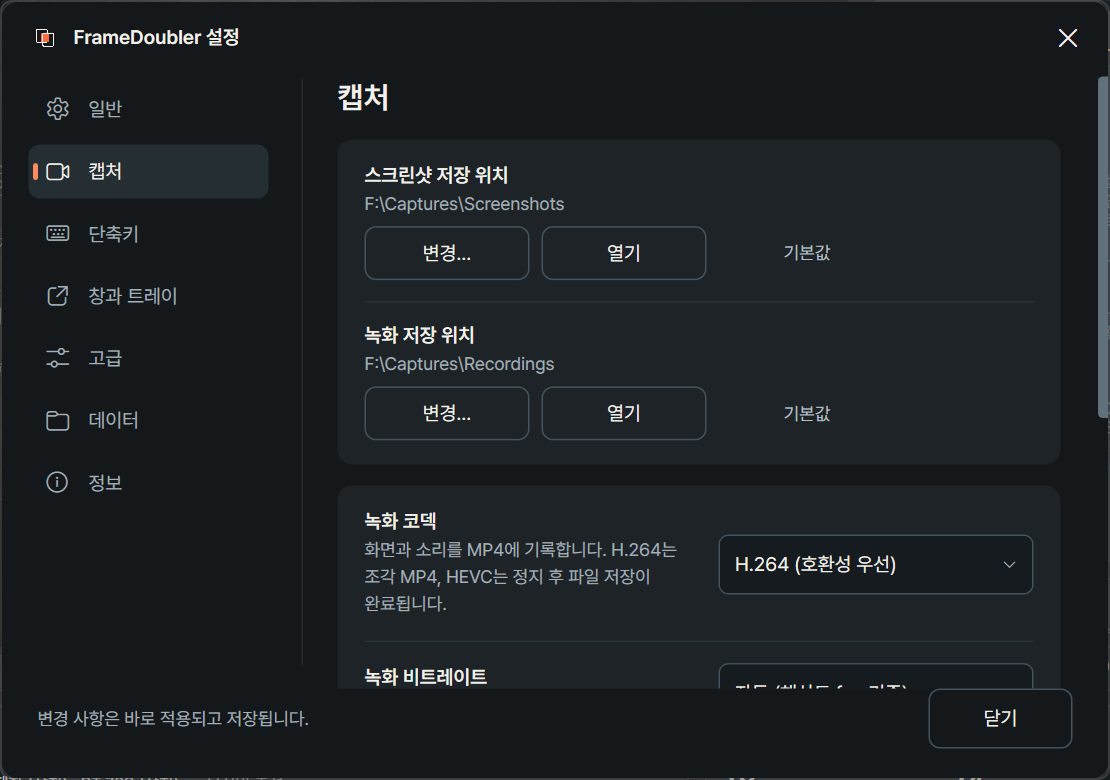 FrameDoubler 설정
일반
캡처
단축키
창과 트레이
고급
데이터
정보
캡처
스크린샷 저장 위치
F:\Captures\Screenshots
변경...
열기
기본값
녹화 저장 위치
F:\Captures\Recordings
변경...
열기
기본값
녹화 코덱
화면과 소리를 MP4에 기록합니다. H.264는
조각 MP4, HEVC는 정지 후 파일 저장이
완료됩니다.
H.264 (호환성 우선)
녹화 비트레이트
변경 사항은 바로 적용되고 저장됩니다.
닫기